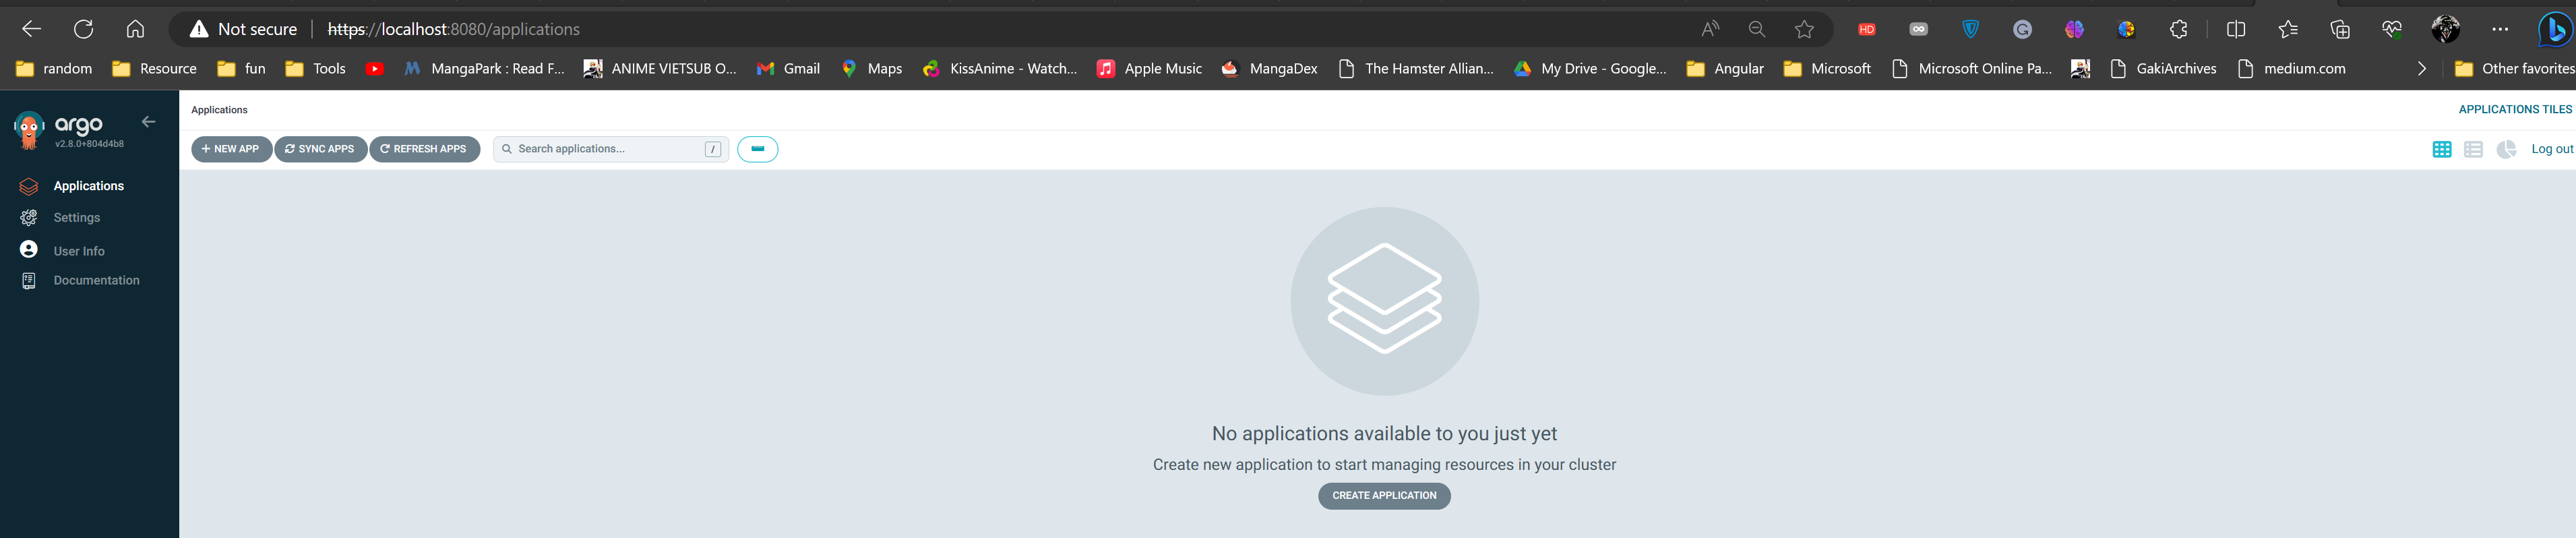 Not secure https://localhost:8080/applications HD
random Resource fun Tools MangaPark : Read F... ANIME VIETSUB O... Gmail Maps KissAnime - Watch... Apple Music MangaDex The Hamster Allian... My Drive - Google... Angular Microsoft Microsoft Online Pa... GakiArchives medium.com Other favorites
argo
v2.8.0+804d4b8
Applications
Settings
User Info
Documentation
Applications APPLICATIONS TILES
+ NEW APP SYNC APPS REFRESH APPS Search applications... / Log out
No applications available to you just yet
Create new application to start managing resources in your cluster
CREATE APPLICATION